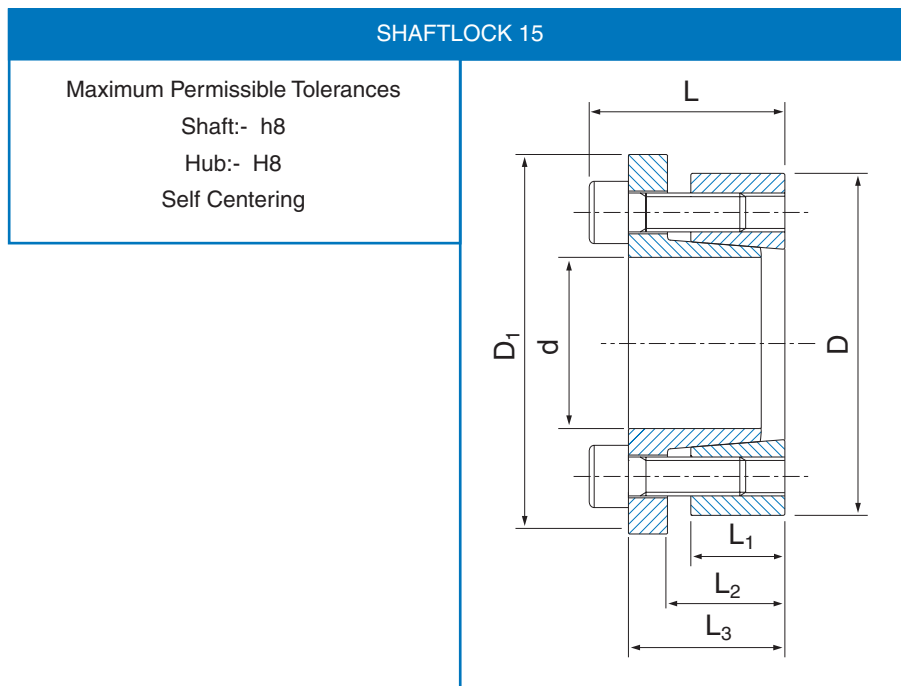 SHAFTLOCK 15
Maximum Permissible Tolerances
Shaft:- h8
Hub:- H8
Self Centering
L
D₁
d
D
L₁
L₂
L₃